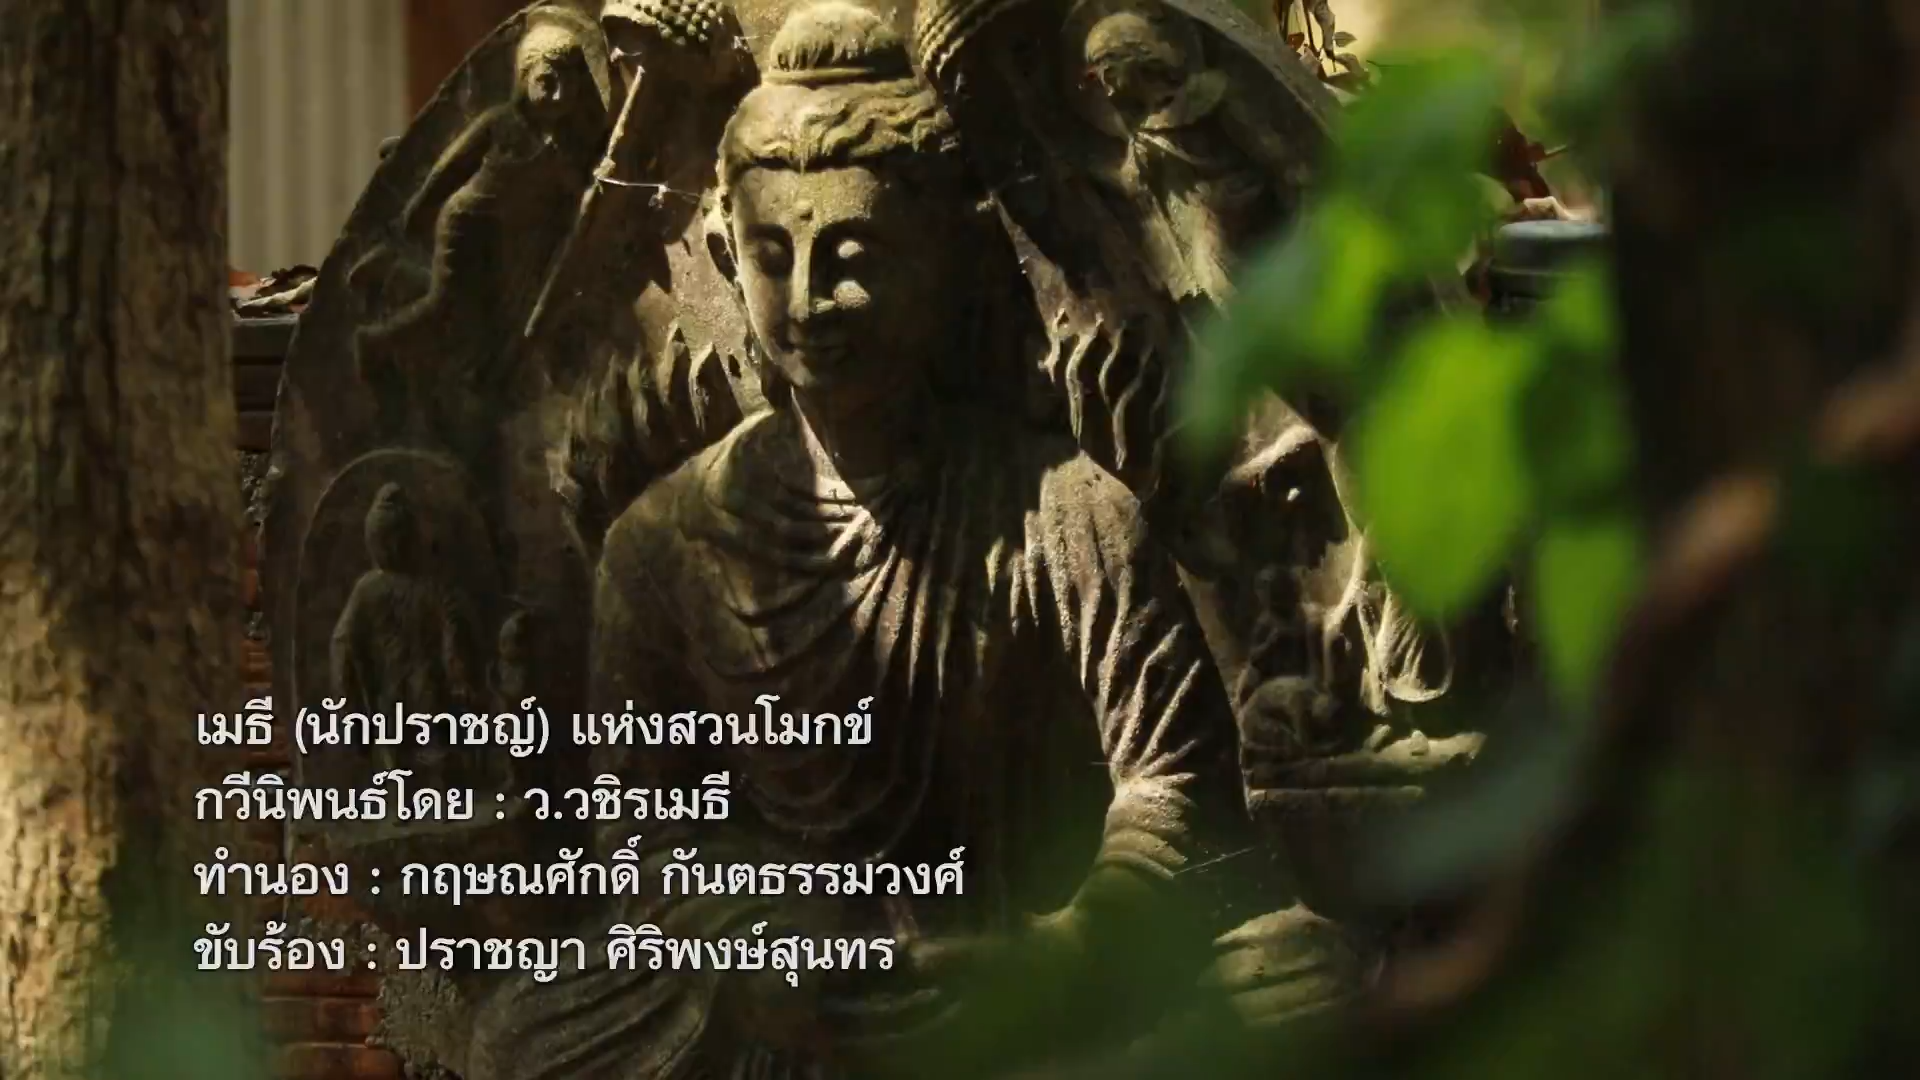 เมธี (นักปราชญ์) แห่งสวนโมกข์
กวีนิพนธ์โดย : ว.วชิรเมธี
ทำนอง : กฤษณศักดิ์ กันตธรรมวงศ์
ขับร้อง : ปราชญา ศิริพงษ์สุนทร